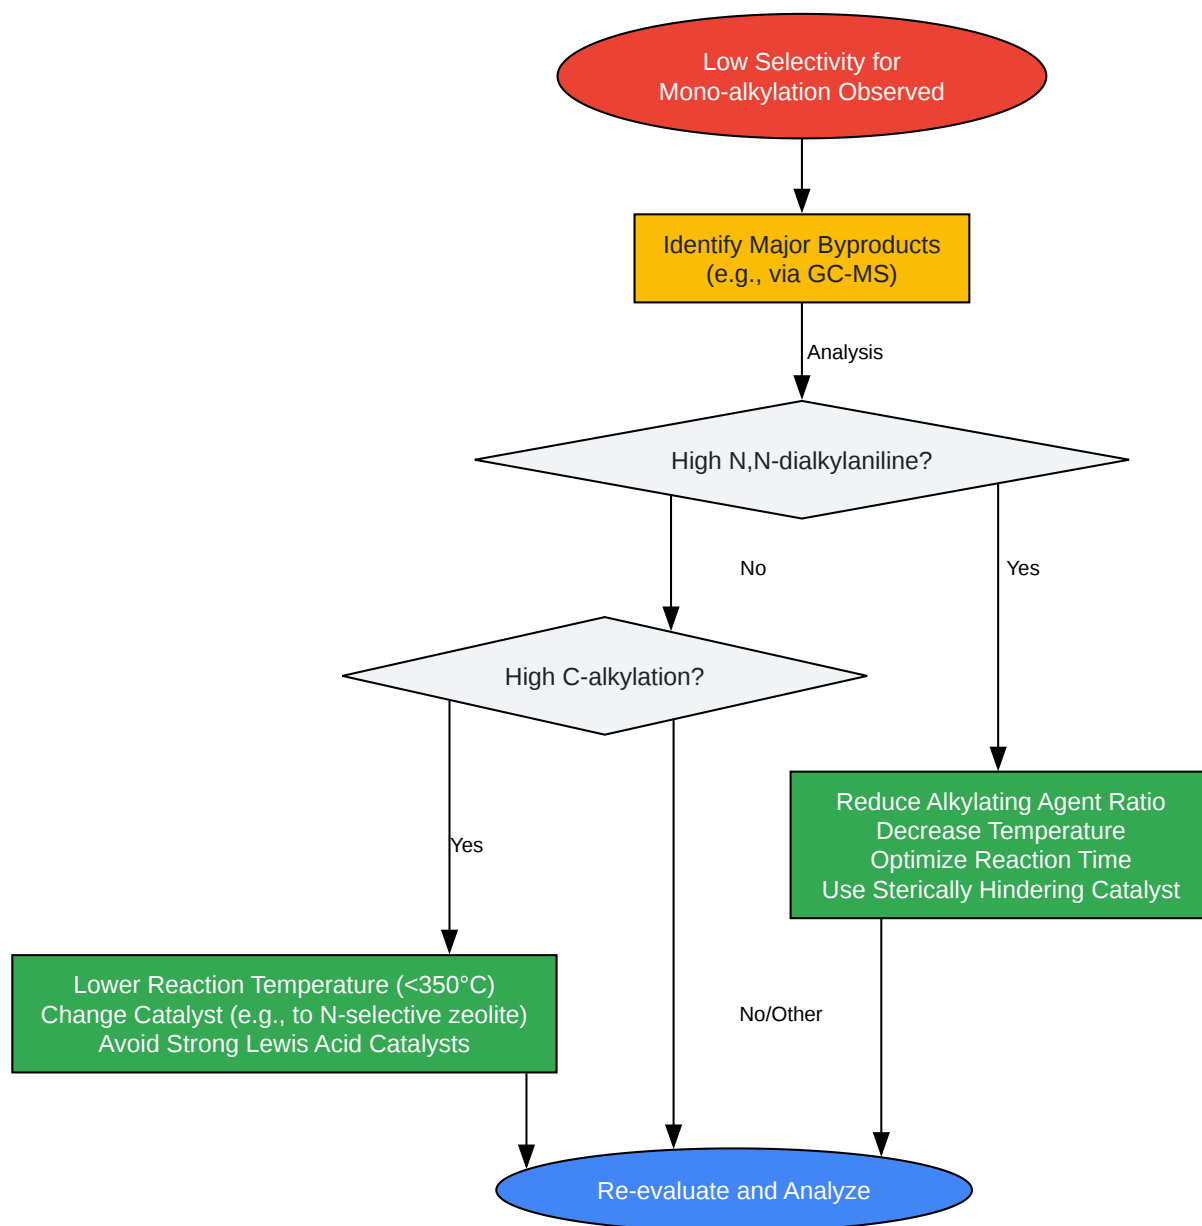 Low Selectivity for
Mono-alkylation Observed
Identify Major Byproducts
(e.g., via GC-MS)
Analysis
High N,N-dialkylaniline?
No
Yes
High C-alkylation?
Reduce Alkylating Agent Ratio
Decrease Temperature
Optimize Reaction Time
Use Sterically Hindering Catalyst
Yes
Lower Reaction Temperature (<350°C)
Change Catalyst (e.g., to N-selective zeolite)
Avoid Strong Lewis Acid Catalysts
No/Other
Re-evaluate and Analyze